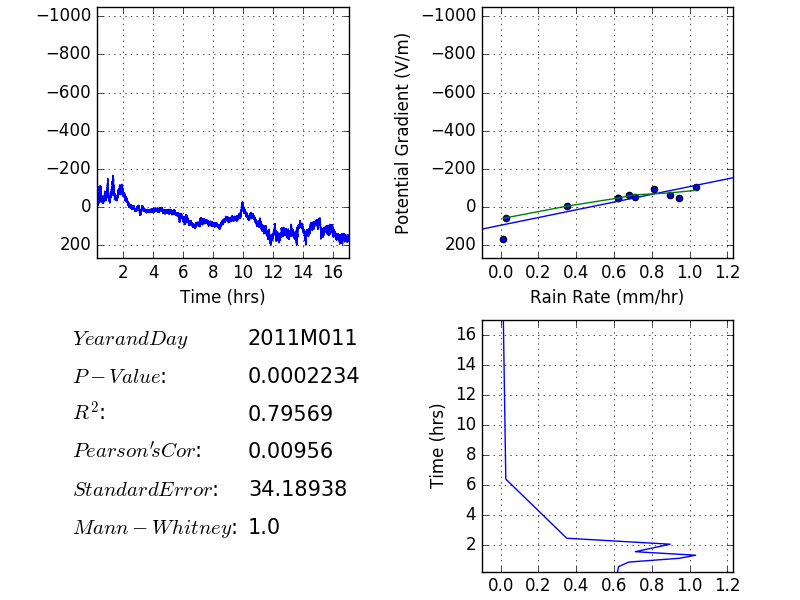 −1000
−800
−600
−400
−200
0
200
2 4 6 8 10 12 14 16
Time (hrs)
Potential Gradient (V/m)
−1000
−800
−600
−400
−200
0
200
0.0 0.2 0.4 0.6 0.8 1.0 1.2
Rain Rate (mm/hr)
YearandDay 2011M011
P−Value: 0.0002234
R²: 0.79569
Pearson'sCor: 0.00956
StandardError: 34.18938
Mann−Whitney: 1.0
Time (hrs)
16
14
12
10
8
6
4
2
0.0 0.2 0.4 0.6 0.8 1.0 1.2